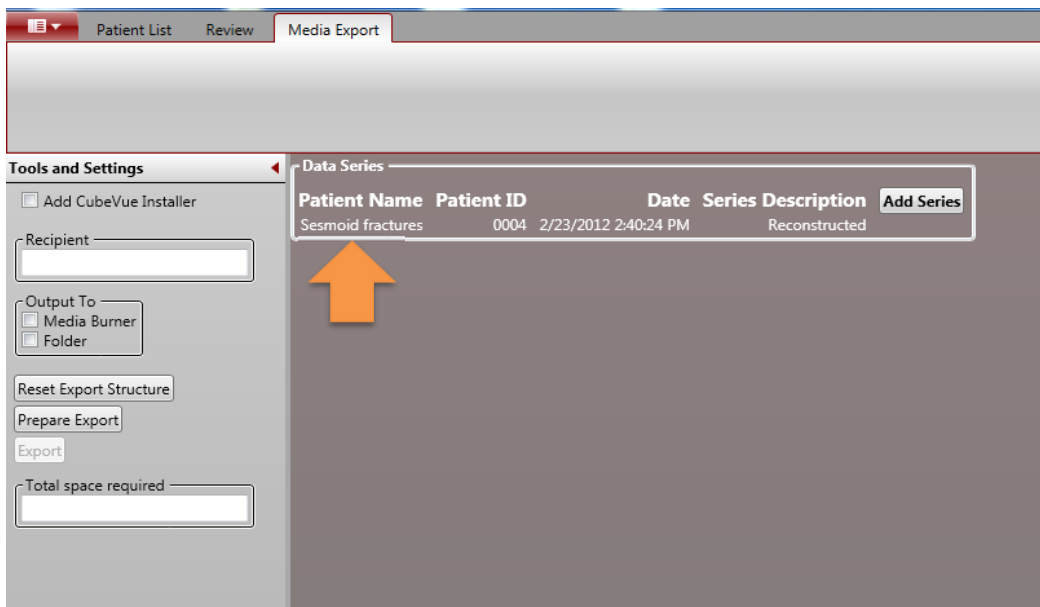 Patient List Review Media Export
Tools and Settings
Add CubeVue Installer
Recipient
Output To
Media Burner
Folder
Reset Export Structure
Prepare Export
Export
Total space required
Data Series
Patient Name Patient ID Date Series Description Add Series
Sesmoid fractures 0004 2/23/2012 2:40:24 PM Reconstructed